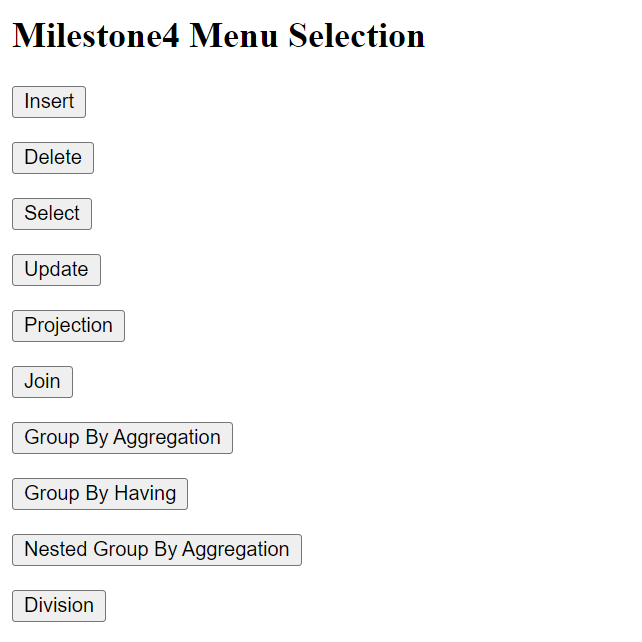 Milestone4 Menu Selection
Insert
Delete
Select
Update
Projection
Join
Group By Aggregation
Group By Having
Nested Group By Aggregation
Division